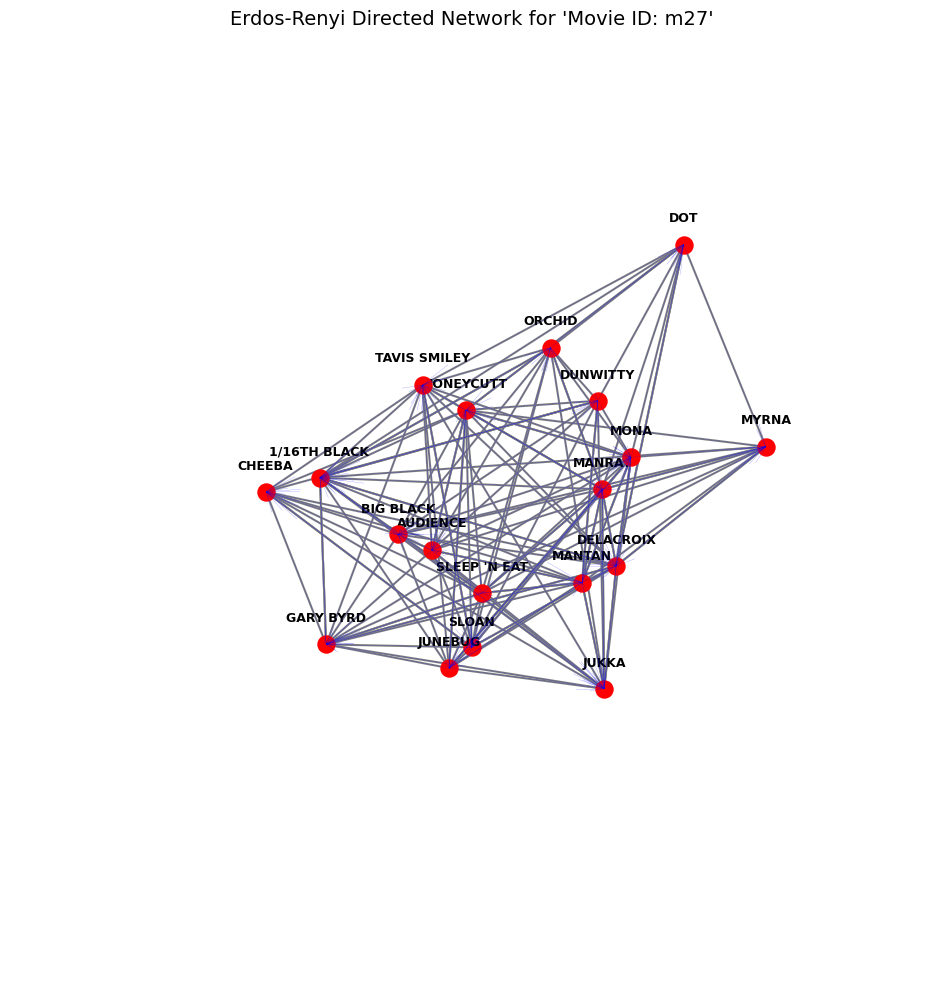 Erdos-Renyi Directed Network for 'Movie ID: m27'
DOT
ORCHID
TAVIS SMILEY
DUNWITTY
ONEYCUTT
MYRNA
MONA
1/16TH BLACK
MANRAY
CHEEBA
BIG BLACK
AUDIENCE
DELACROIX
MANTAN
SLEEP 'N EAT
GARY BYRD
SLOAN
JUNEBUG
JUKKA